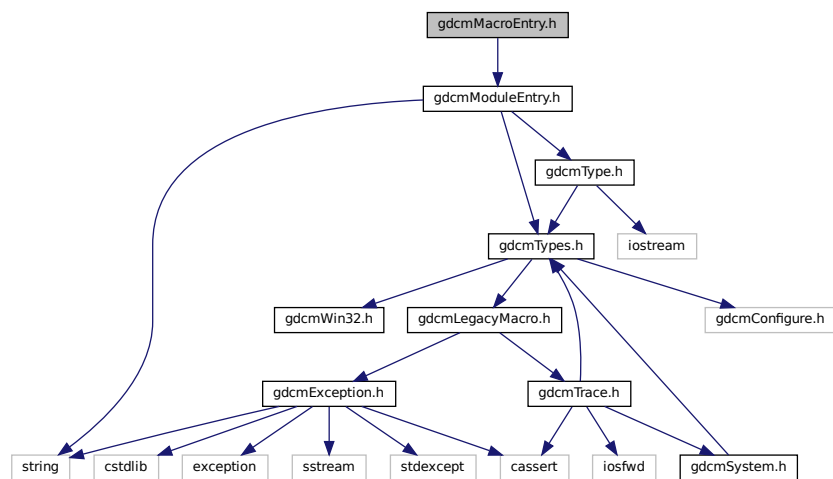 gdcmMacroEntry.h
gdcmModuleEntry.h
gdcmType.h
gdcmTypes.h
iostream
gdcmWin32.h
gdcmLegacyMacro.h
gdcmConfigure.h
gdcmException.h
gdcmTrace.h
string
cstdlib
exception
sstream
stdexcept
cassert
iosfwd
gdcmSystem.h